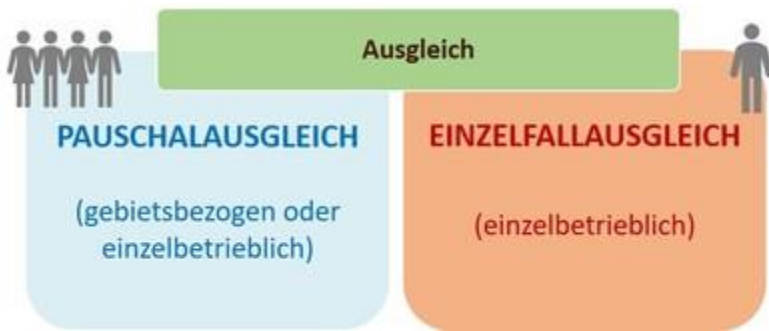 Ausgleich
PAUSCHALAUSGLEICH
(gebietsbezogen oder
einzelbetrieblich)
EINZELFALLAUSGLEICH
(einzelbetrieblich)